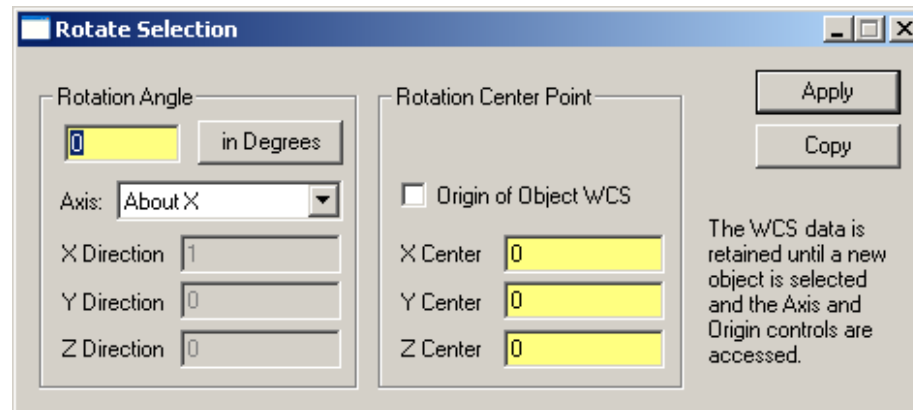 Rotate Selection
Rotation Angle
0
in Degrees
Axis: About X
X Direction 1
Y Direction 0
Z Direction 0
Rotation Center Point
Origin of Object WCS
X Center 0
Y Center 0
Z Center 0
Apply
Copy
The WCS data is
retained until a new
object is selected
and the Axis and
Origin controls are
accessed.